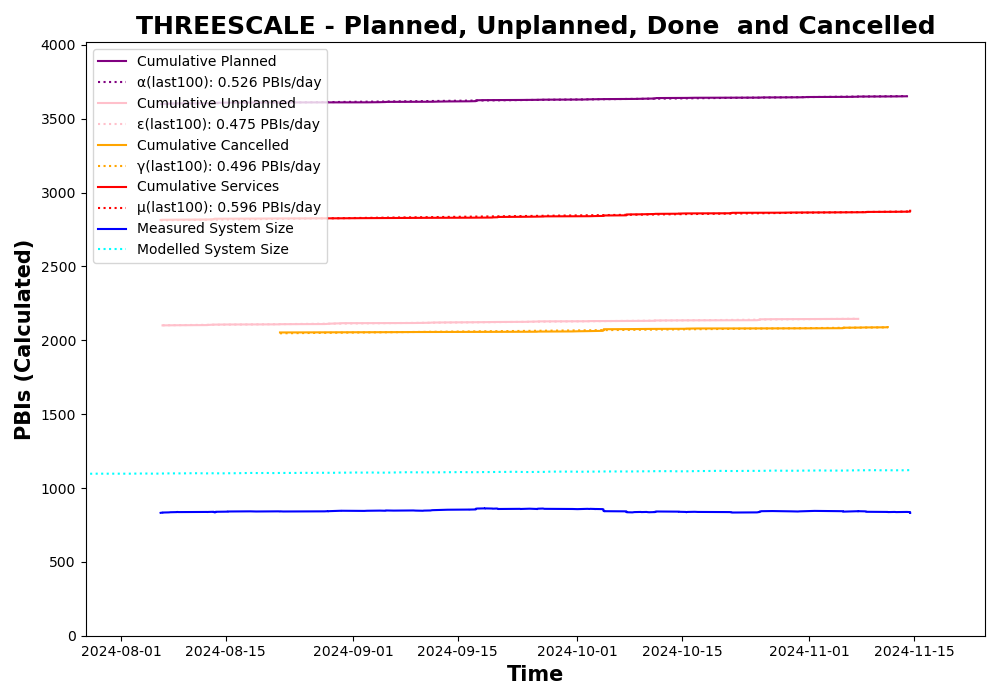 THREESCALE - Planned, Unplanned, Done  and Cancelled
PBIs (Calculated)
4000
3500
3000
2500
2000
1500
1000
500
0
Cumulative Planned
α(last100): 0.526 PBIs/day
Cumulative Unplanned
ε(last100): 0.475 PBIs/day
Cumulative Cancelled
γ(last100): 0.496 PBIs/day
Cumulative Services
μ(last100): 0.596 PBIs/day
Measured System Size
Modelled System Size
2024-08-01 2024-08-15 2024-09-01 2024-09-15 2024-10-01 2024-10-15 2024-11-01 2024-11-15
Time